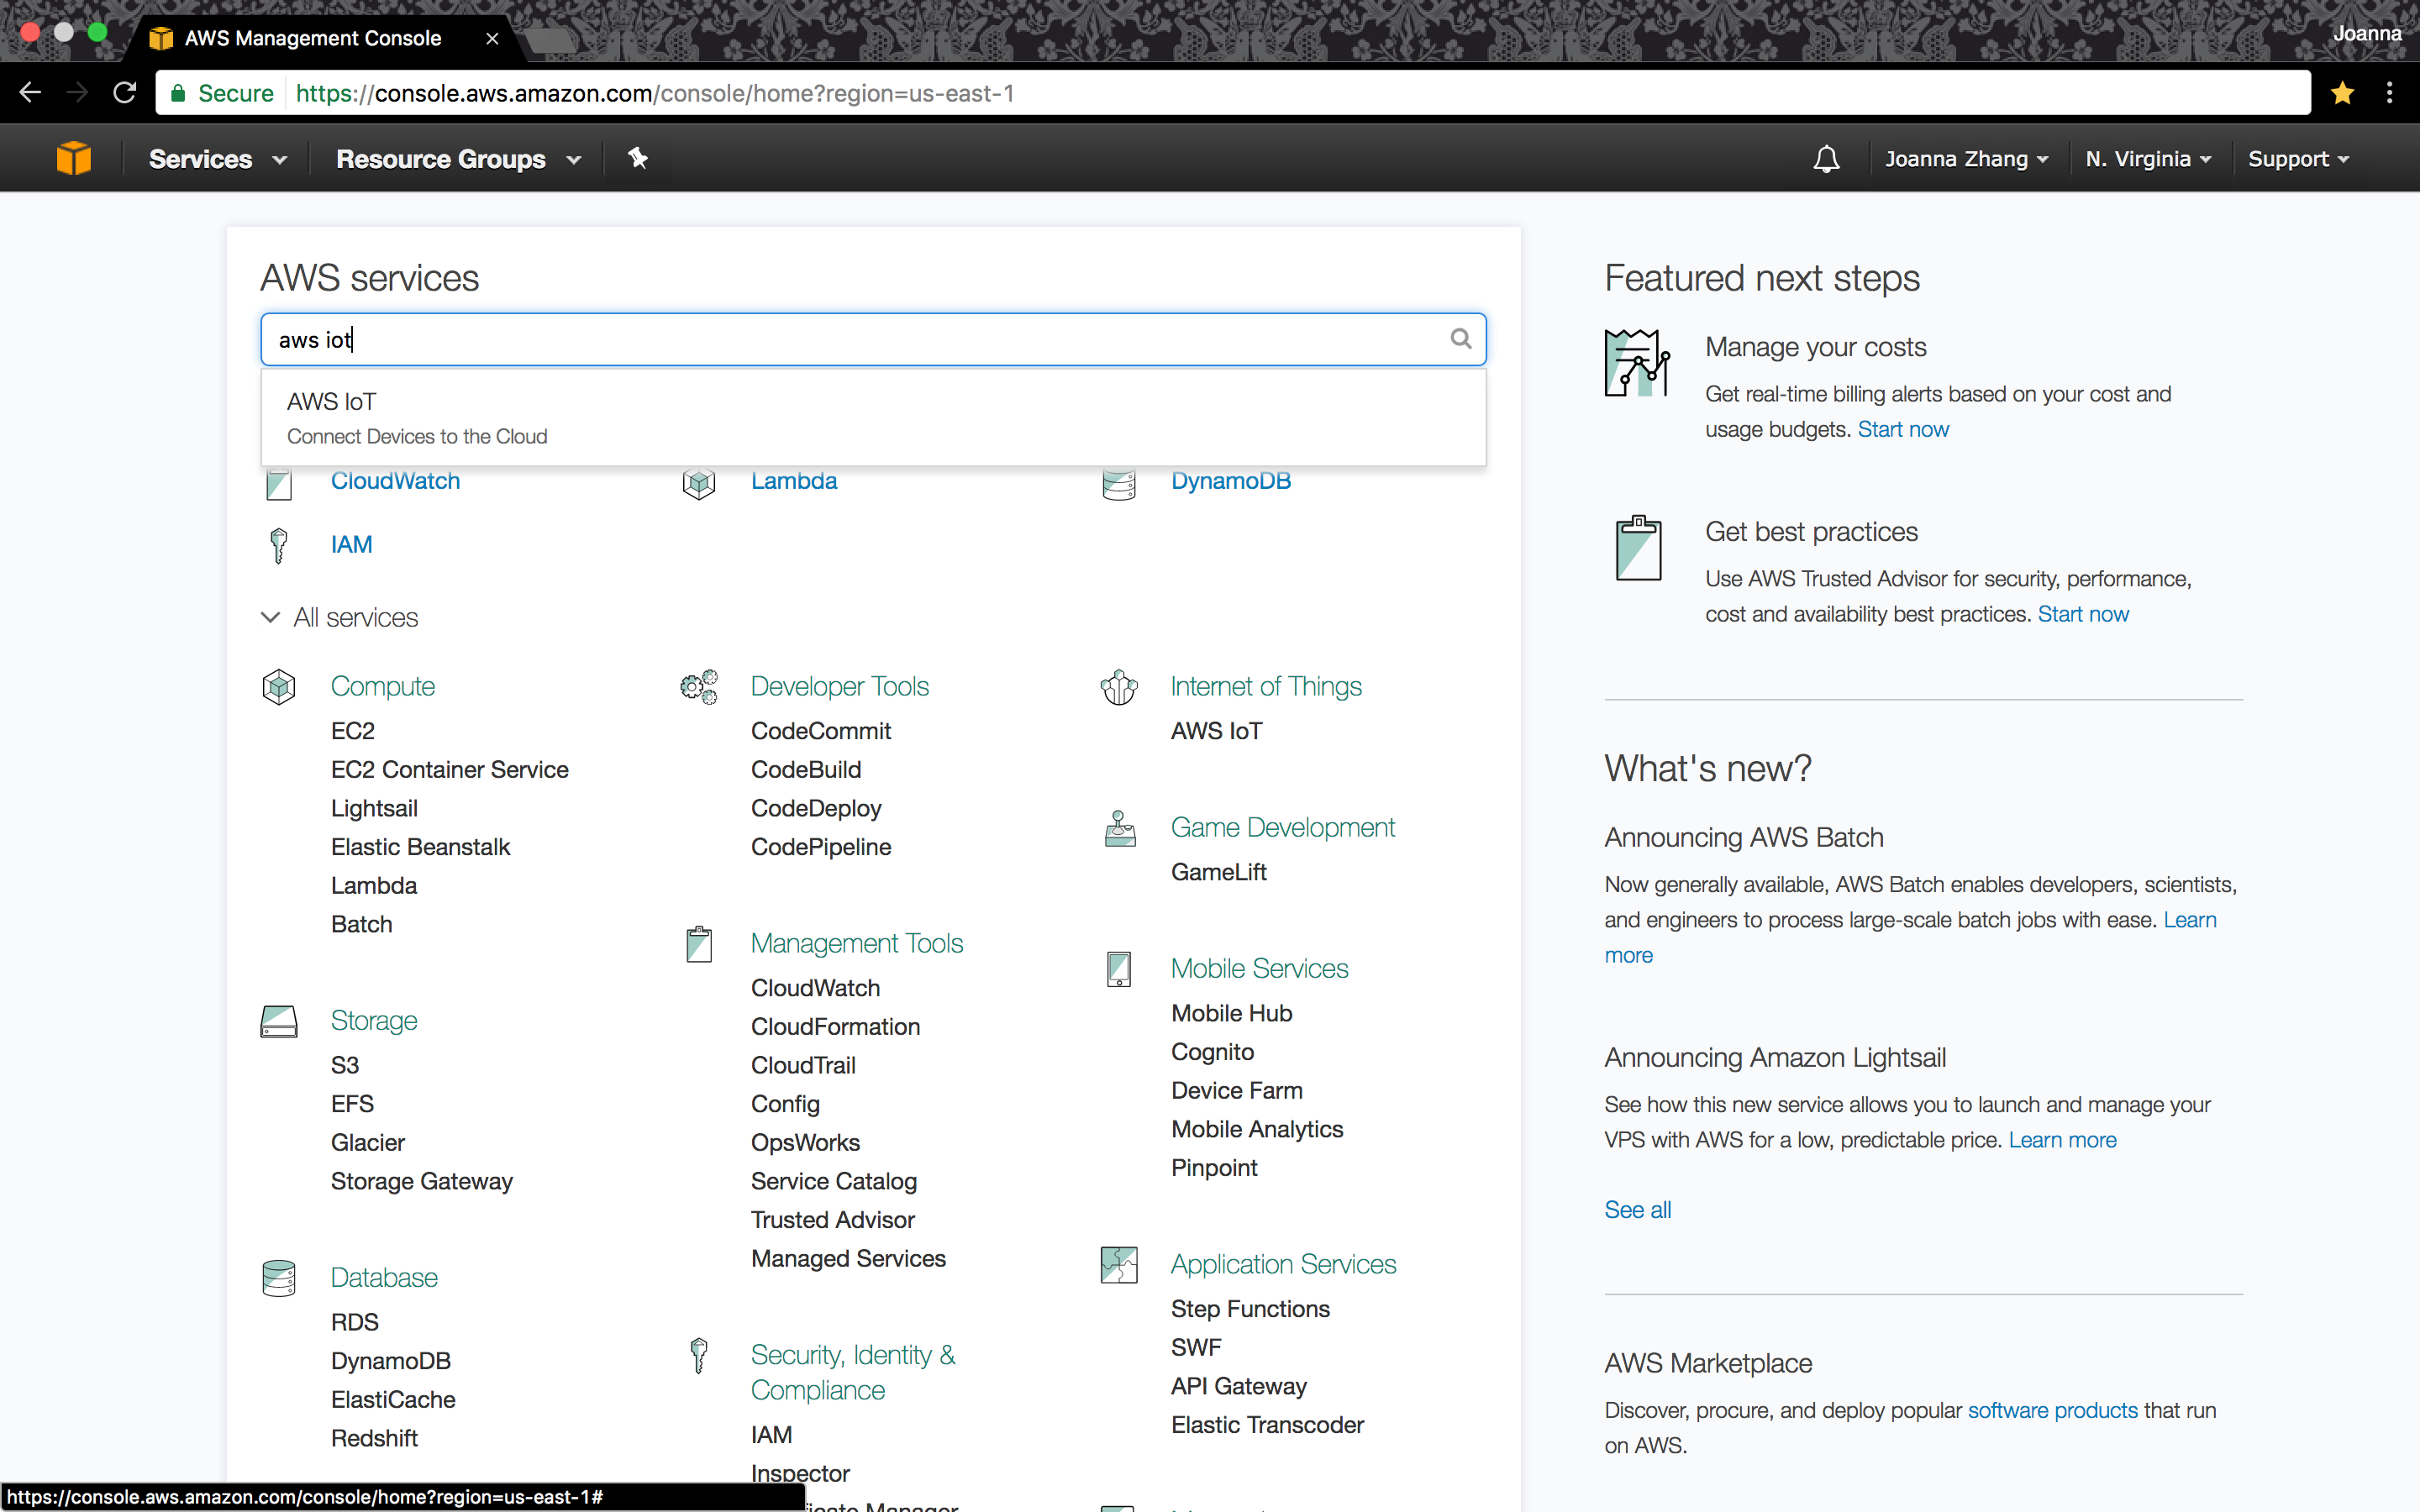 AWS Management Console
Joanna
Secure
https://console.aws.amazon.com/console/home?region=us-east-1
Services
Resource Groups
Joanna Zhang
N. Virginia
Support
AWS services
aws iot
AWS IoT
Connect Devices to the Cloud
CloudWatch
Lambda
DynamoDB
IAM
All services
Compute
EC2
EC2 Container Service
Lightsail
Elastic Beanstalk
Lambda
Batch
Storage
S3
EFS
Glacier
Storage Gateway
Database
RDS
DynamoDB
ElastiCache
Redshift
Developer Tools
CodeCommit
CodeBuild
CodeDeploy
CodePipeline
Management Tools
CloudWatch
CloudFormation
CloudTrail
Config
OpsWorks
Service Catalog
Trusted Advisor
Managed Services
Security, Identity &
Compliance
IAM
Inspector
Manager
Internet of Things
AWS IoT
Game Development
GameLift
Mobile Services
Mobile Hub
Cognito
Device Farm
Mobile Analytics
Pinpoint
Application Services
Step Functions
SWF
API Gateway
Elastic Transcoder
Featured next steps
Manage your costs
Get real-time billing alerts based on your cost and
usage budgets. Start now
Get best practices
Use AWS Trusted Advisor for security, performance,
cost and availability best practices. Start now
What's new?
Announcing AWS Batch
Now generally available, AWS Batch enables developers, scientists,
and engineers to process large-scale batch jobs with ease. Learn
more
Announcing Amazon Lightsail
See how this new service allows you to launch and manage your
VPS with AWS for a low, predictable price. Learn more
See all
AWS Marketplace
Discover, procure, and deploy popular software products that run
on AWS.
https://console.aws.amazon.com/console/home?region=us-east-1#